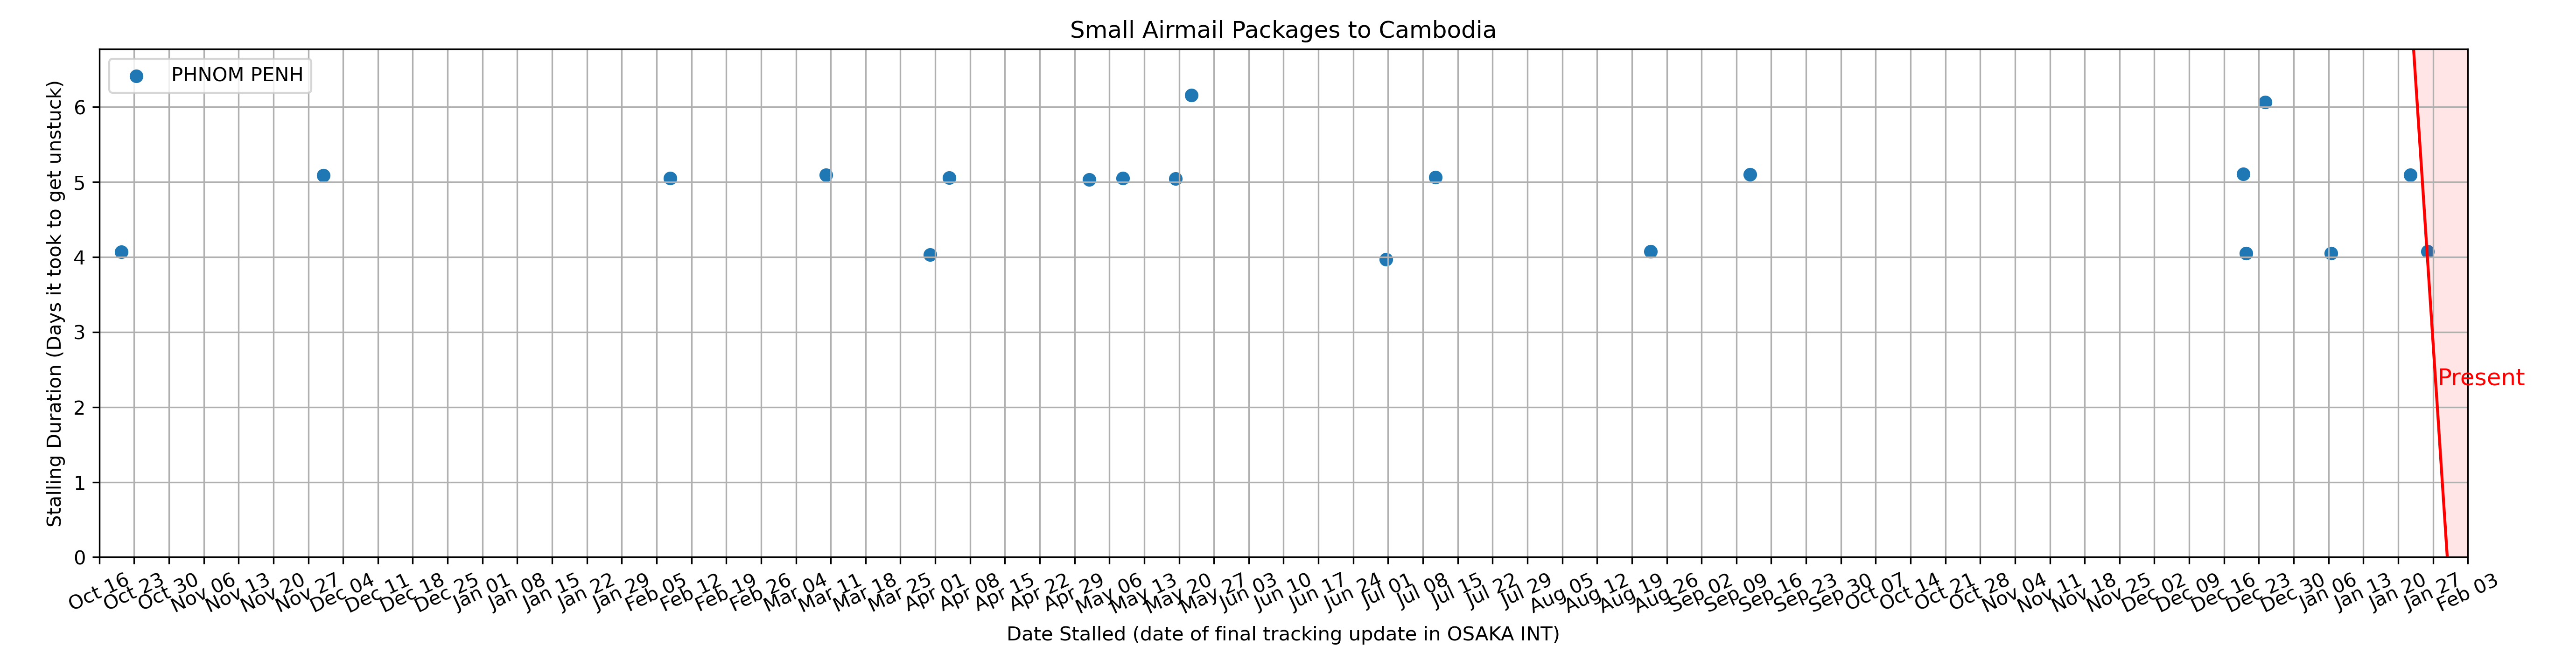 Small Airmail Packages to Cambodia
PHNOM PENH
Stalling Duration (Days it took to get unstuck)
6
5
4
3
2
1
0
Present
Oct 16
Oct 23
Oct 30
Nov 06
Nov 13
Nov 20
Nov 27
Dec 04
Dec 11
Dec 18
Dec 25
Jan 01
Jan 08
Jan 15
Jan 22
Jan 29
Feb 05
Feb 12
Feb 19
Feb 26
Mar 04
Mar 11
Mar 18
Mar 25
Apr 01
Apr 08
Apr 15
Apr 22
Apr 29
May 06
May 13
May 20
May 27
Jun 03
Jun 10
Jun 17
Jun 24
Jul 01
Jul 08
Jul 15
Jul 22
Jul 29
Aug 05
Aug 12
Aug 19
Aug 26
Sep 02
Sep 09
Sep 16
Sep 23
Sep 30
Oct 07
Oct 14
Oct 21
Oct 28
Nov 04
Nov 11
Nov 18
Nov 25
Dec 02
Dec 09
Dec 16
Dec 23
Dec 30
Jan 06
Jan 13
Jan 20
Jan 27
Feb 03
Date Stalled (date of final tracking update in OSAKA INT)